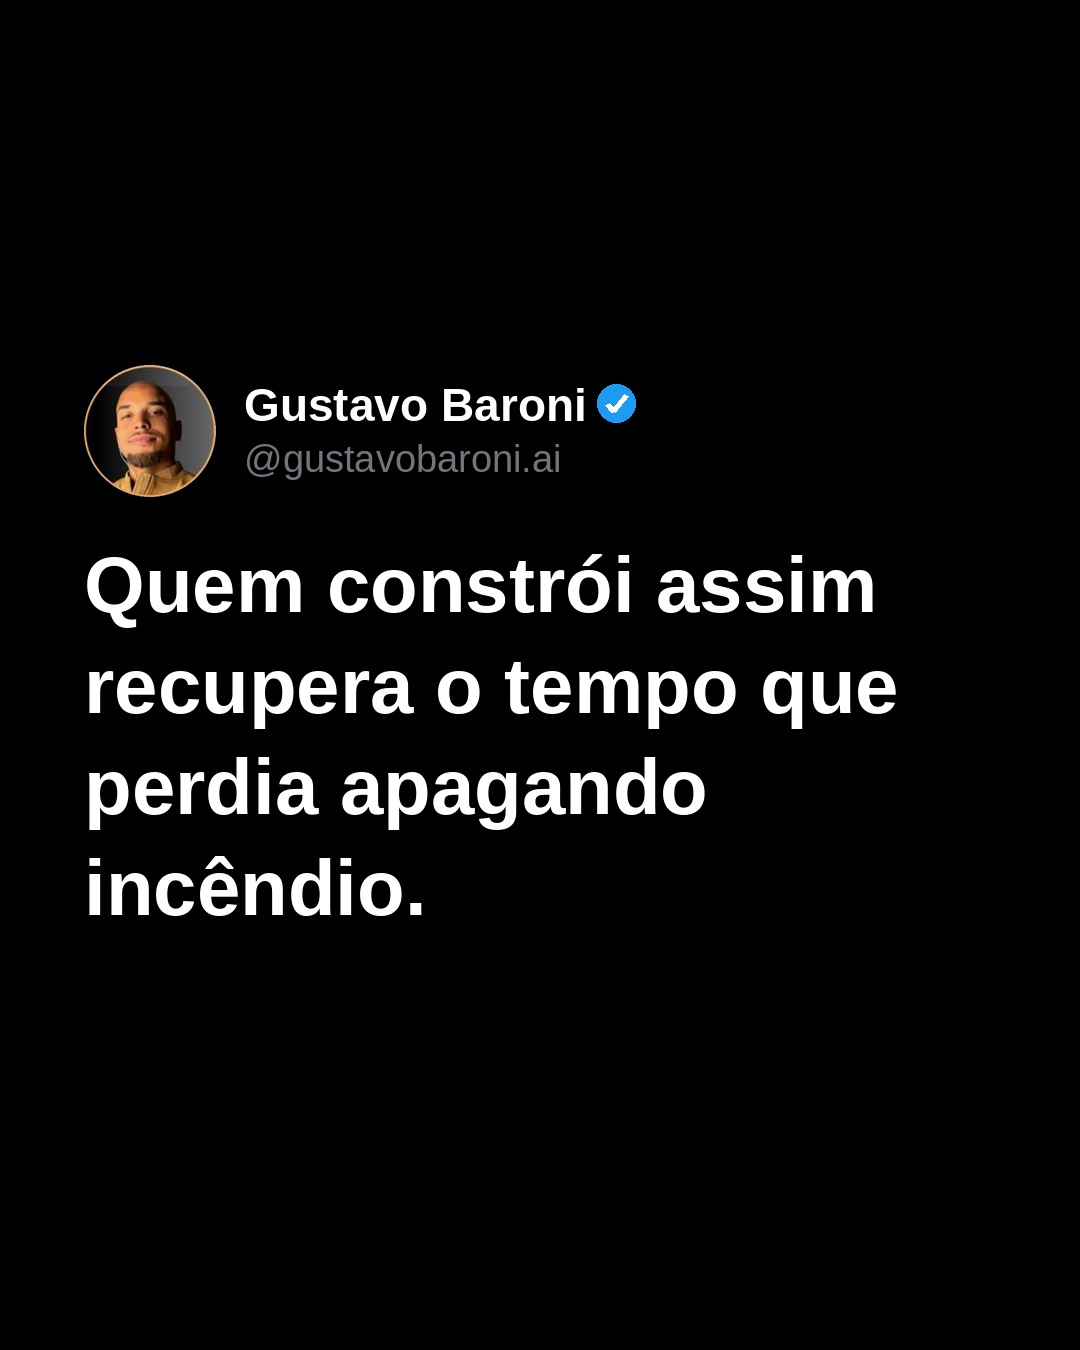 Gustavo Baroni
@gustavobaroni.ai
Quem constrói assim
recupera o tempo que
perdia apagando
incêndio.